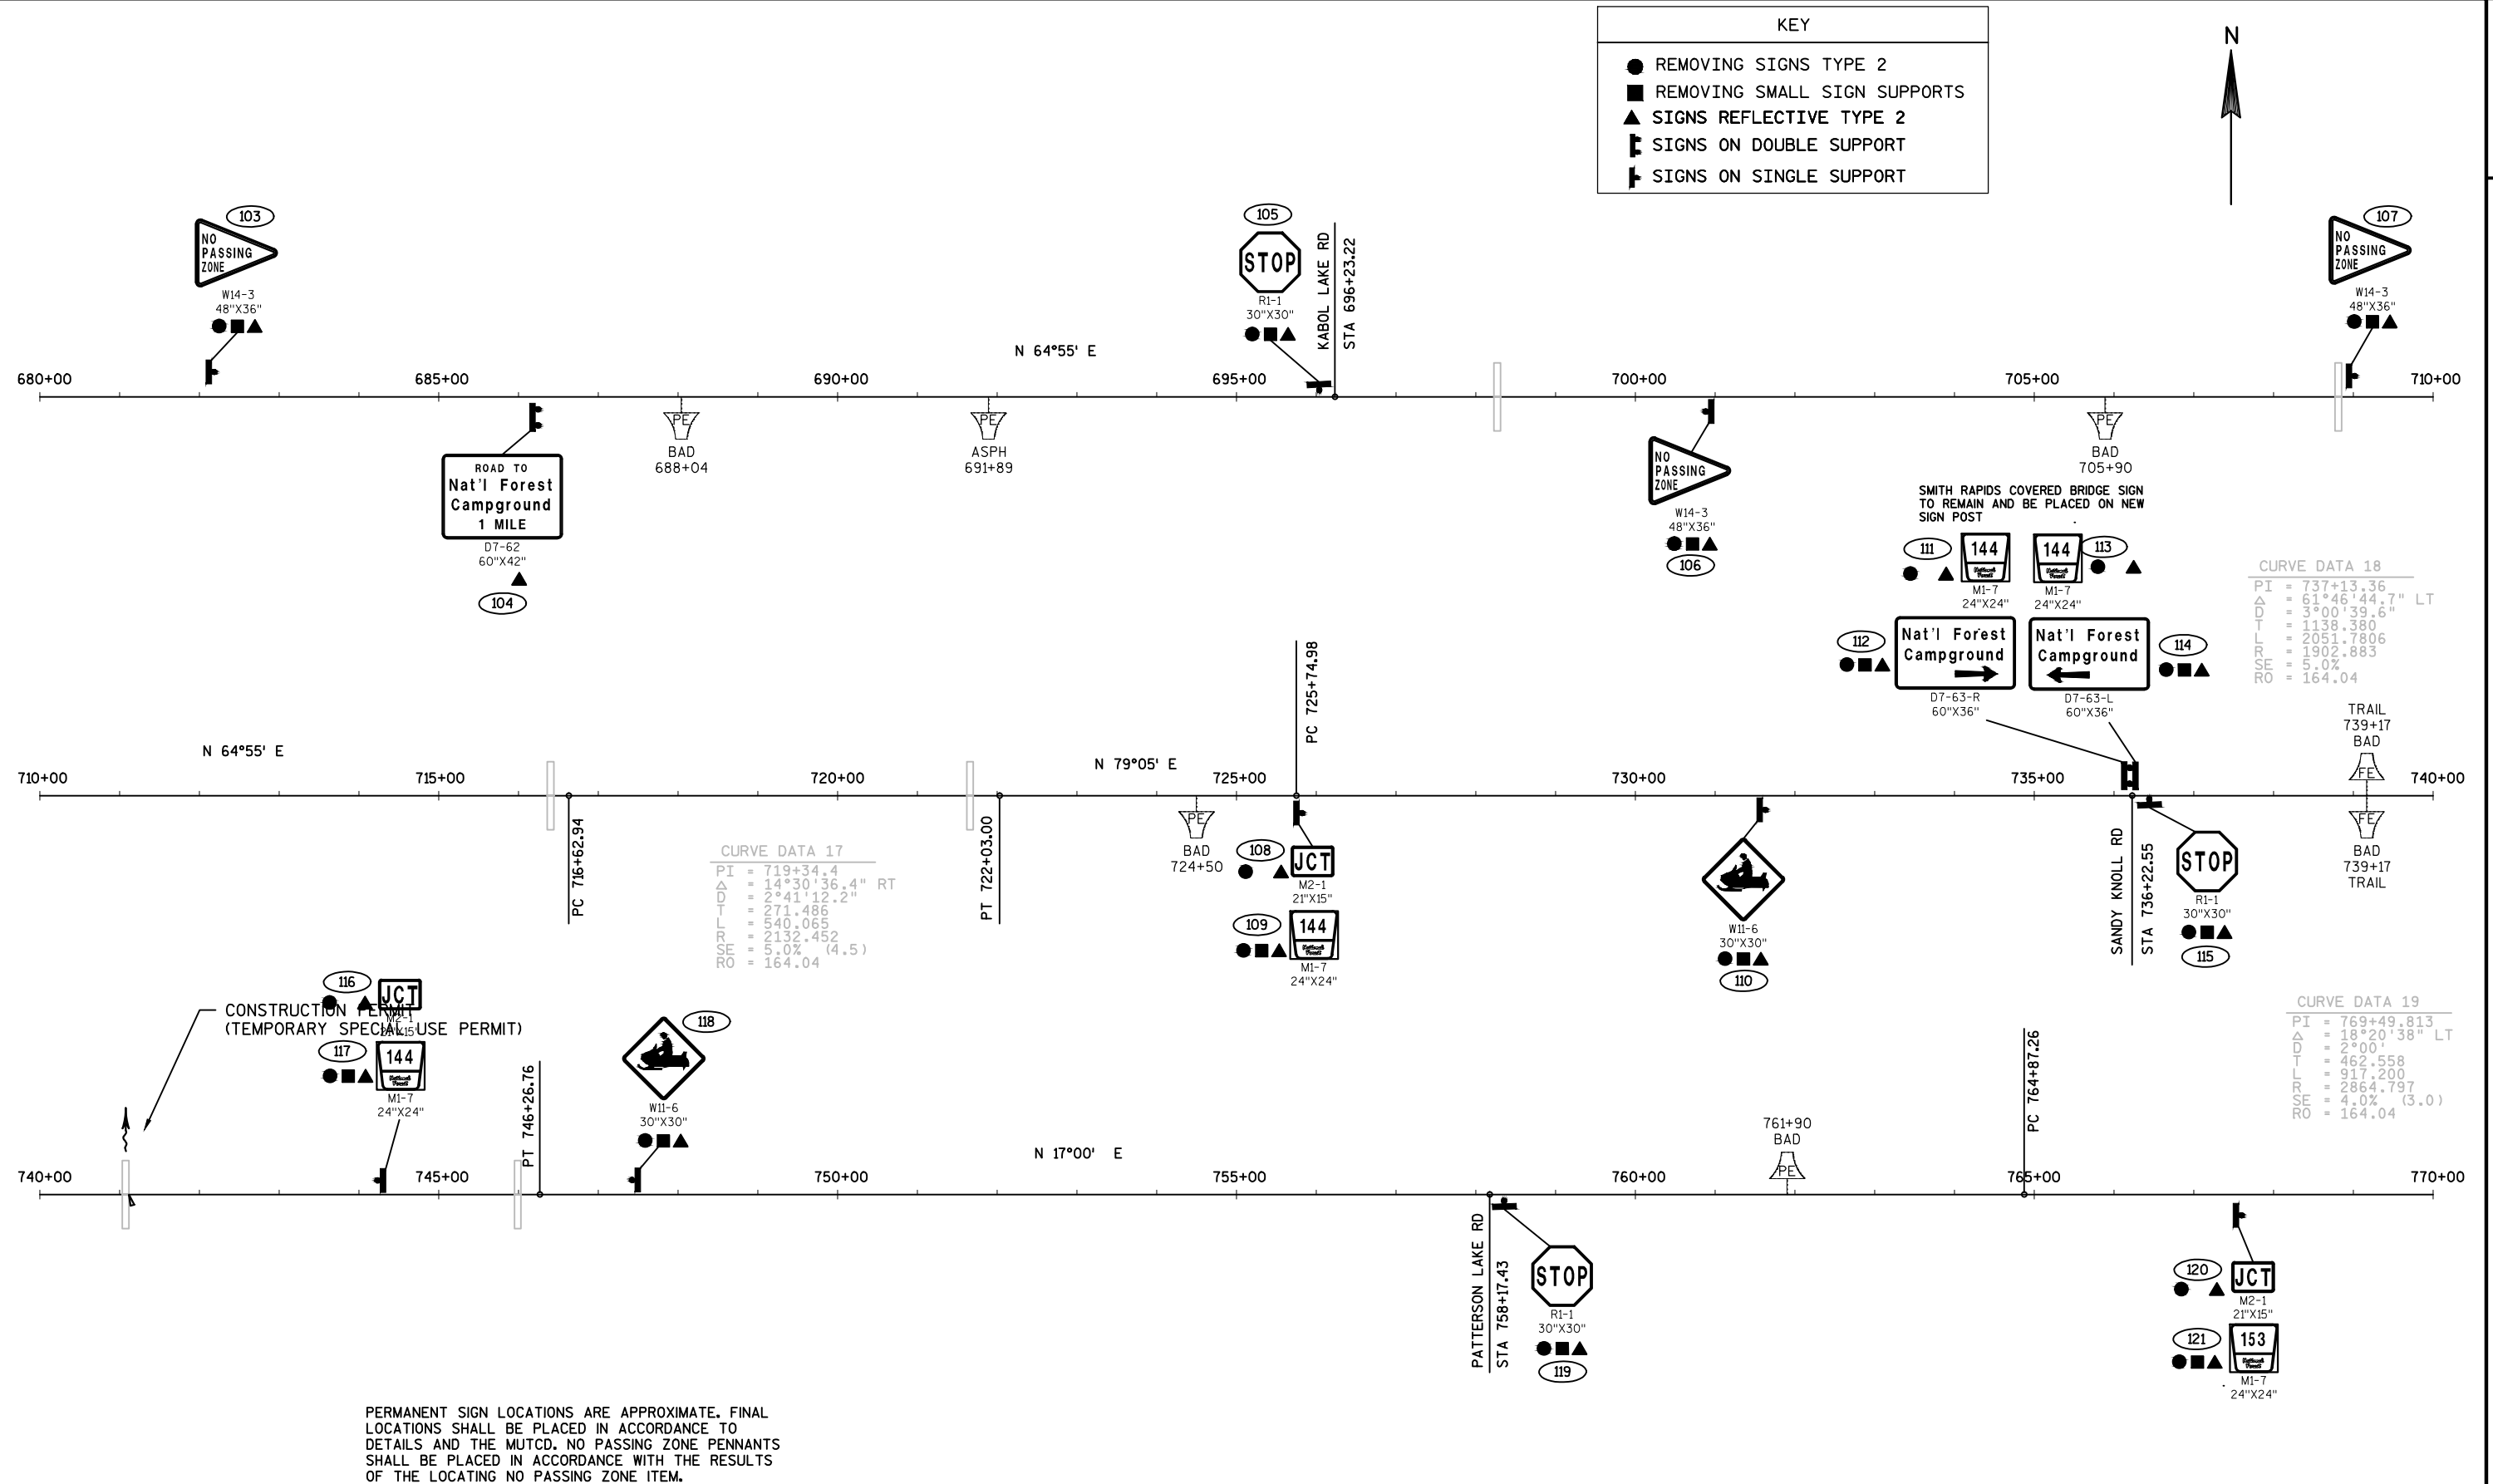 KEY
REMOVING SIGNS TYPE 2
REMOVING SMALL SIGN SUPPORTS
SIGNS REFLECTIVE TYPE 2
SIGNS ON DOUBLE SUPPORT
SIGNS ON SINGLE SUPPORT
N
103
NO
PASSING
ZONE
W14-3
48"X36"
105
STOP
R1-1
30"X30"
KABOL LAKE RD
STA 696+23.22
107
NO
PASSING
ZONE
W14-3
48"X36"
N 64°55' E
680+00
685+00
690+00
695+00
700+00
705+00
710+00
ROAD TO
Nat'l Forest
Campground
1 MILE
D7-62
60"X42"
104
PE
BAD
688+04
PE
ASPH
691+89
NO
PASSING
ZONE
W14-3
48"X36"
106
PE
BAD
705+90
SMITH RAPIDS COVERED BRIDGE SIGN
TO REMAIN AND BE PLACED ON NEW
SIGN POST
111
144
M1-7
24"X24"
144
113
M1-7
24"X24"
112
Nat'l Forest
Campground
D7-63-R
60"X36"
Nat'l Forest
Campground
114
D7-63-L
60"X36"
CURVE DATA 18
PI = 737+13.36
Δ = 61°46'44.7" LT
D = 3°00'39.6"
T = 1138.380
L = 2051.7806
R = 1902.883
SE = 5.0%
RO = 164.04
TRAIL
739+17
BAD
FE
N 64°55' E
N 79°05' E
PC 725+74.98
710+00
715+00
720+00
725+00
730+00
735+00
740+00
PC 716+62.94
CURVE DATA 17
PI = 719+34.4
Δ = 14°30'36.4" RT
D = 2°41'12.2"
T = 271.486
L = 540.065
R = 2132.452
SE = 5.0% (4.5)
RO = 164.04
PT 722+03.00
PE
BAD
724+50
108
JCT
M2-1
21"X15"
109
144
M1-7
24"X24"
W11-6
30"X30"
110
SANDY KNOLL RD
STA 736+22.55
STOP
R1-1
30"X30"
115
FE
BAD
739+17
TRAIL
116
JCT
M2-1
21"X15"
CONSTRUCTION PERMIT
(TEMPORARY SPECIAL USE PERMIT)
117
144
M1-7
24"X24"
118
W11-6
30"X30"
PT 746+26.76
N 17°00' E
761+90
BAD
PE
PC 764+87.26
CURVE DATA 19
PI = 769+49.813
Δ = 18°20'38" LT
D = 2°00'
T = 462.558
L = 917.200
R = 2864.797
SE = 4.0% (3.0)
RO = 164.04
740+00
745+00
750+00
755+00
760+00
765+00
770+00
PATTERSON LAKE RD
STA 758+17.43
STOP
R1-1
30"X30"
119
120
JCT
M2-1
21"X15"
121
153
M1-7
24"X24"
PERMANENT SIGN LOCATIONS ARE APPROXIMATE. FINAL
LOCATIONS SHALL BE PLACED IN ACCORDANCE TO
DETAILS AND THE MUTCD. NO PASSING ZONE PENNANTS
SHALL BE PLACED IN ACCORDANCE WITH THE RESULTS
OF THE LOCATING NO PASSING ZONE ITEM.